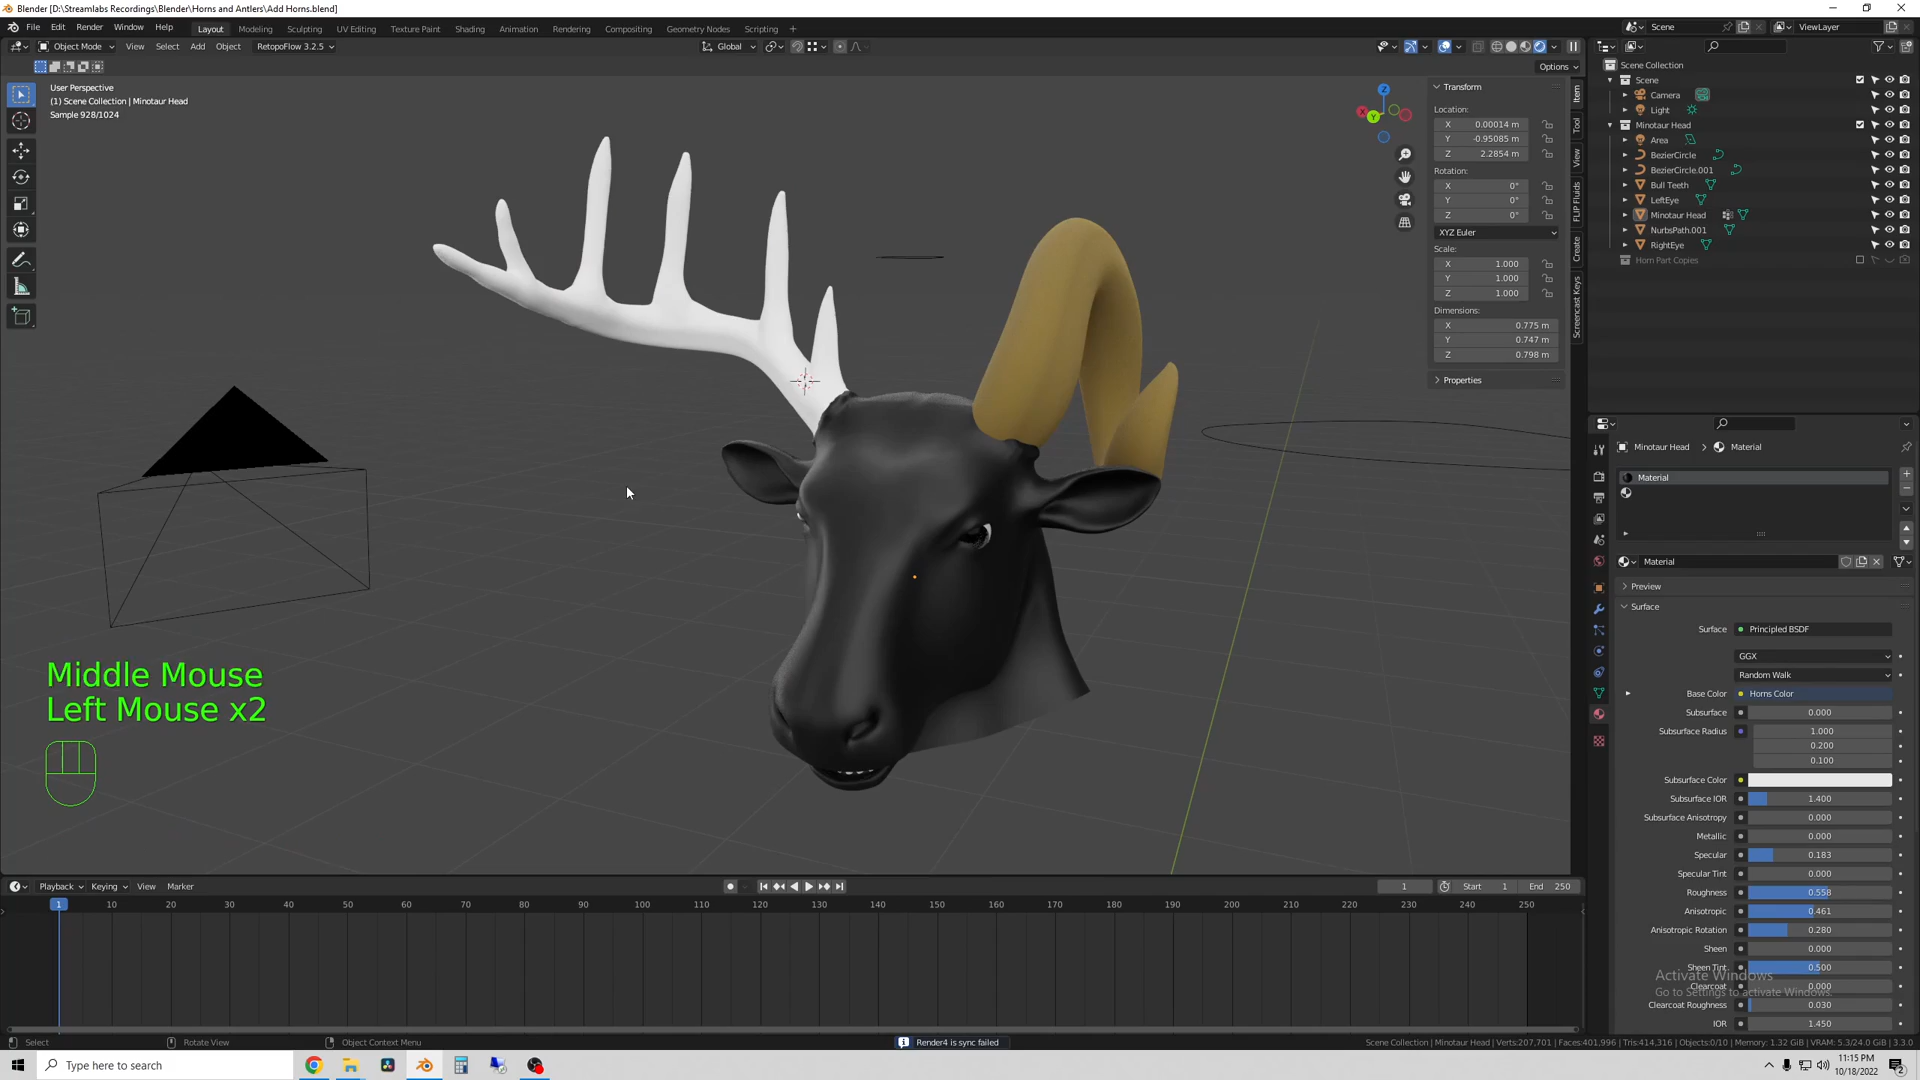 Blender [D:\Streamlabs Recordings\Blender\Horns and Antlers\Add Horns.blend]
File Edit Render Window Help
Layout Modeling Sculpting UV Editing Texture Paint Shading Animation Rendering Compositing Geometry Nodes Scripting +
Scene
ViewLayer
Object Mode View Select Add Object RetopoFlow 3.2.5
Global
Options
User Perspective
(1) Scene Collection | Minotaur Head
Sample 928/1024
Transform
Location:
X 0.00014 m
Y -0.95085 m
Z 2.2854 m
Rotation:
X 0°
Y 0°
Z 0°
XYZ Euler
Scale:
X 1.000
Y 1.000
Z 1.000
Dimensions:
X 0.775 m
Y 0.747 m
Z 0.798 m
Properties
Item
Tool
View
FLIP Fluids
Create
Screencast Keys
Z
X
Y
Scene Collection
Scene
Camera
Light
Minotaur Head
Area
BezierCircle
BezierCircle.001
Bull Teeth
LeftEye
Minotaur Head
NurbsPath.001
RightEye
Horn Part Copies
Minotaur Head > Material
Material
Material
Preview
Surface
Surface Principled BSDF
GGX
Random Walk
Base Color Horns Color
Subsurface 0.000
Subsurface Radius 1.000
0.200
0.100
Subsurface Color
Subsurface IOR 1.400
Subsurface Anisotropy 0.000
Metallic 0.000
Specular 0.183
Specular Tint 0.000
Roughness 0.558
Anisotropic 0.461
Anisotropic Rotation 0.280
Sheen 0.000
Sheen Tint 0.500
Clearcoat 0.000
Clearcoat Roughness 0.030
IOR 1.450
Activate Windows
Go to Settings to activate Windows.
Middle Mouse
Left Mouse x2
Playback Keying View Marker
1
Start 1
End 250
1 10 20 30 40 50 60 70 80 90 100 110 120 130 140 150 160 170 180 190 200 210 220 230 240 250
Select Rotate View Object Context Menu
Render4 is sync failed
Scene Collection | Minotaur Head | Verts:207,701 | Faces:401,996 | Tris:414,316 | Objects:0/10 | Memory: 1.32 GiB | VRAM: 5.3/24.0 GiB | 3.3.0
Type here to search
11:15 PM
10/18/2022
2